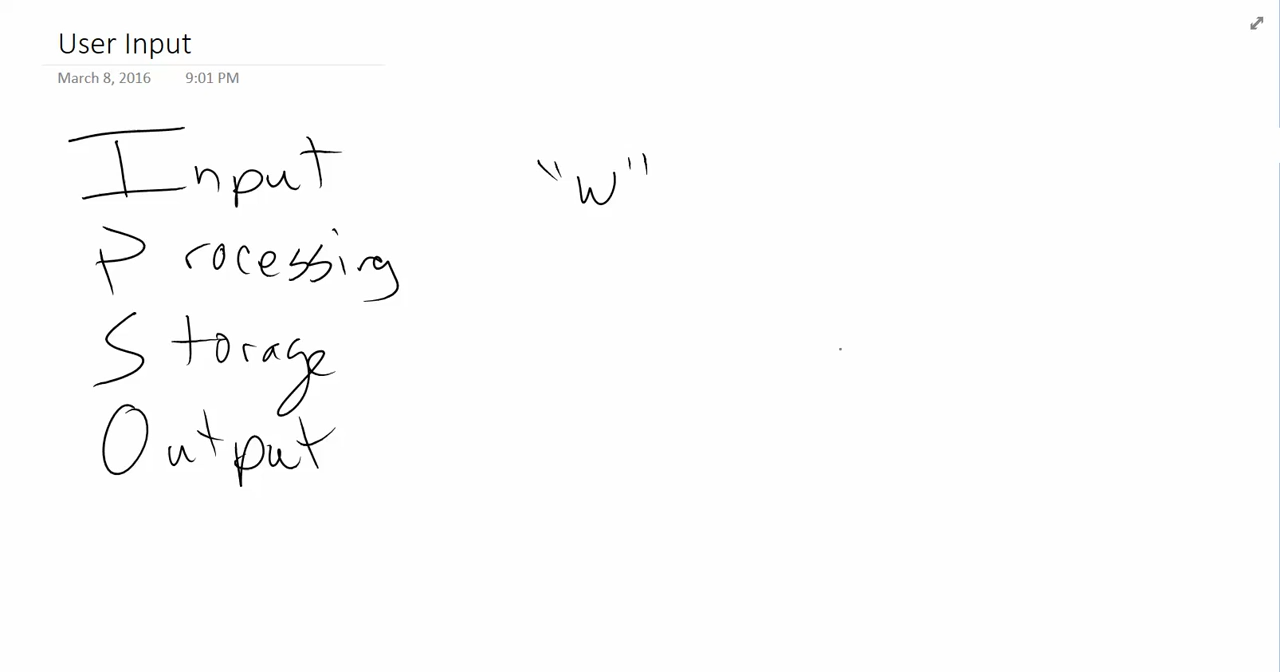 User Input
March 8, 2016 9:01 PM
Input "w"
Processing
Storage
Output